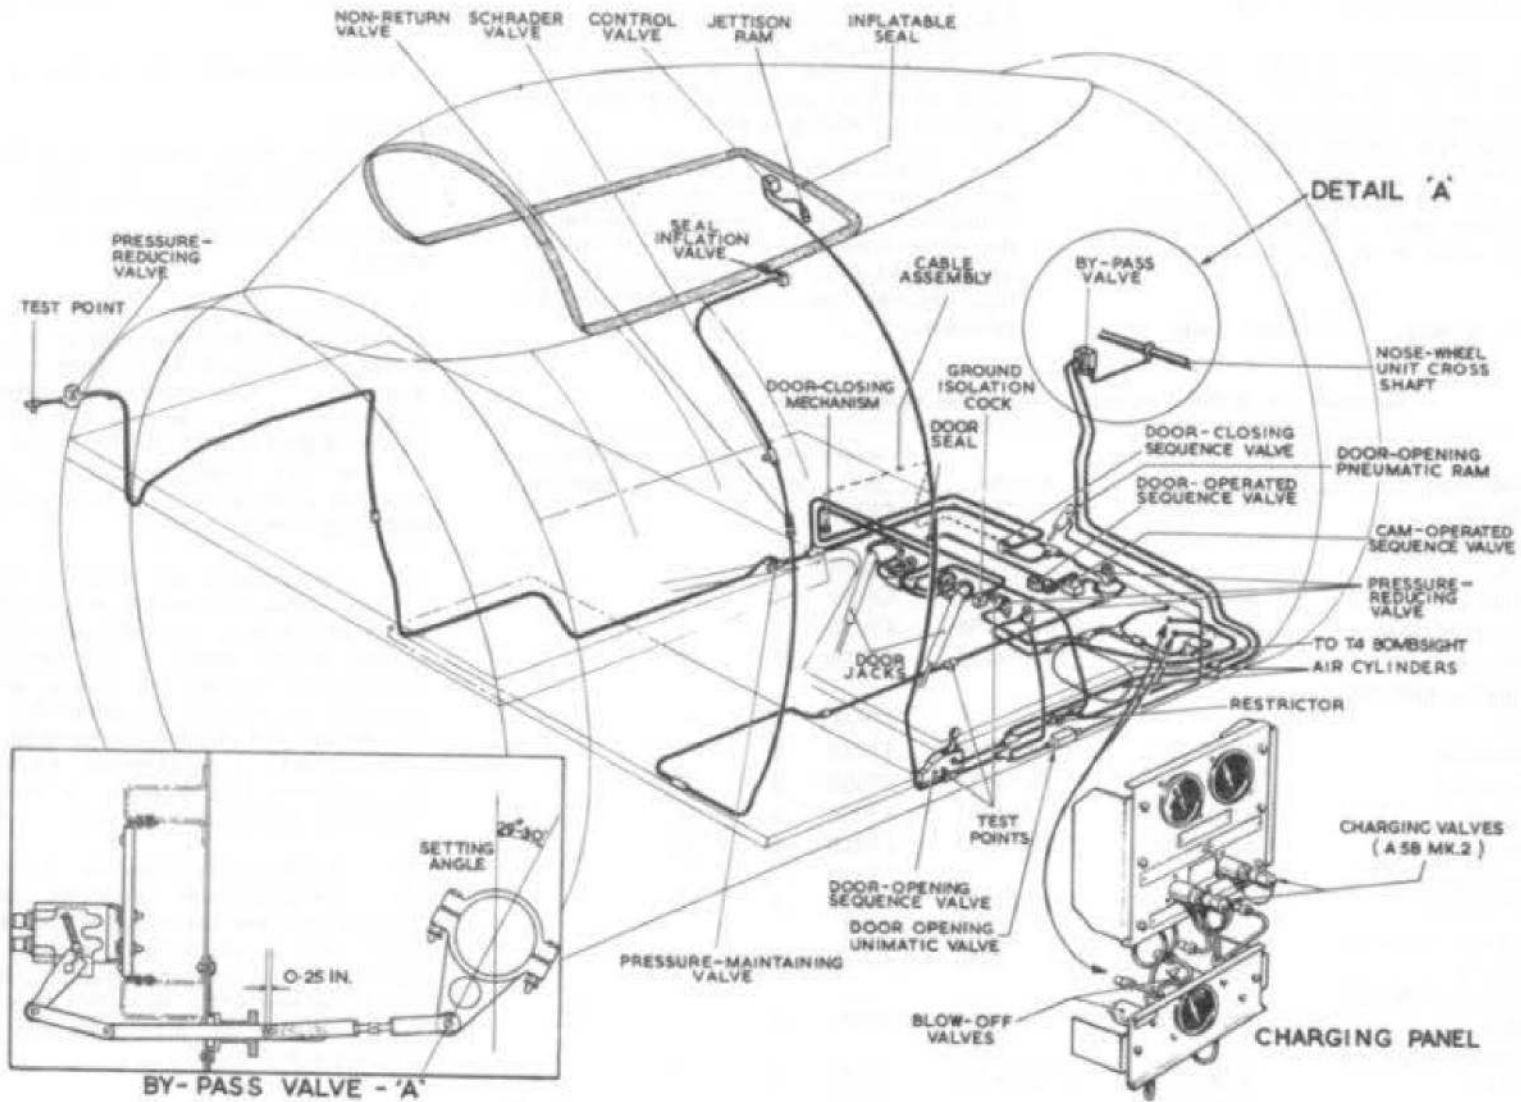 NON-RETURN
VALVE
SCHRADER
VALVE
CONTROL
VALVE
JETTISON
RAM
INFLATABLE
SEAL
DETAIL 'A'
PRESSURE-
REDUCING
VALVE
TEST POINT
SEAL
INFLATION
VALVE
CABLE
ASSEMBLY
BY-PASS
VALVE
NOSE-WHEEL
UNIT CROSS
SHAFT
DOOR-CLOSING
MECHANISM
GROUND
ISOLATION
COCK
DOOR
SEAL
DOOR-CLOSING
SEQUENCE VALVE
DOOR-OPENING
PNEUMATIC RAM
DOOR-OPERATED
SEQUENCE VALVE
CAM-OPERATED
SEQUENCE VALVE
PRESSURE-
REDUCING
VALVE
TO T4 BOMBSIGHT
AIR CYLINDERS
RESTRICTOR
DOOR
JACKS
TEST
POINTS
CHARGING VALVES
(A 5B MK.2)
DOOR-OPENING
SEQUENCE VALVE
DOOR OPENING
UNIMATIC VALVE
PRESSURE-MAINTAINING
VALVE
BLOW-OFF
VALVES
CHARGING PANEL
SETTING
ANGLE
0·25 IN.
BY-PASS VALVE - 'A'